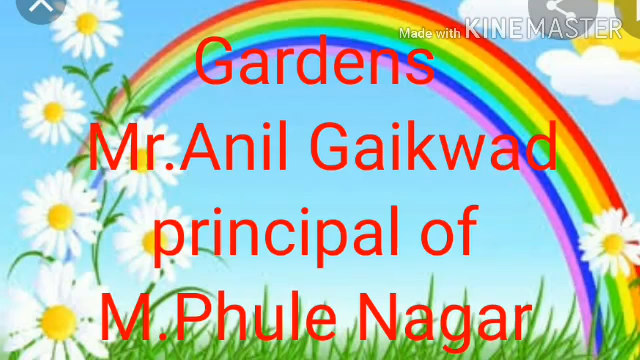 Made with KINEMASTER
Gardens
Mr.Anil Gaikwad
principal of
M.Phule Nagar